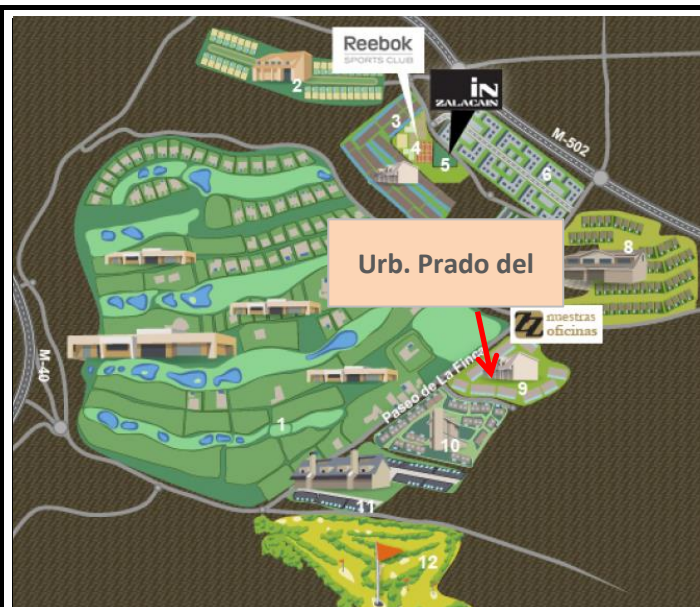 Reebok
SPORTS CLUB
in
ZALACAIN
2
3
4
5
M-502
6
Urb. Prado del
8
nuestras
oficinas
M-40
Paseo de La Finca
9
1
10
11
12